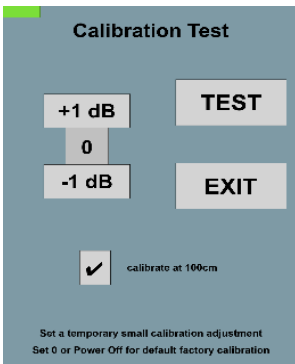 Calibration Test
+1 dB
TEST
0
-1 dB
EXIT
✔ calibrate at 100cm
Set a temporary small calibration adjustment
Set 0 or Power Off for default factory calibration